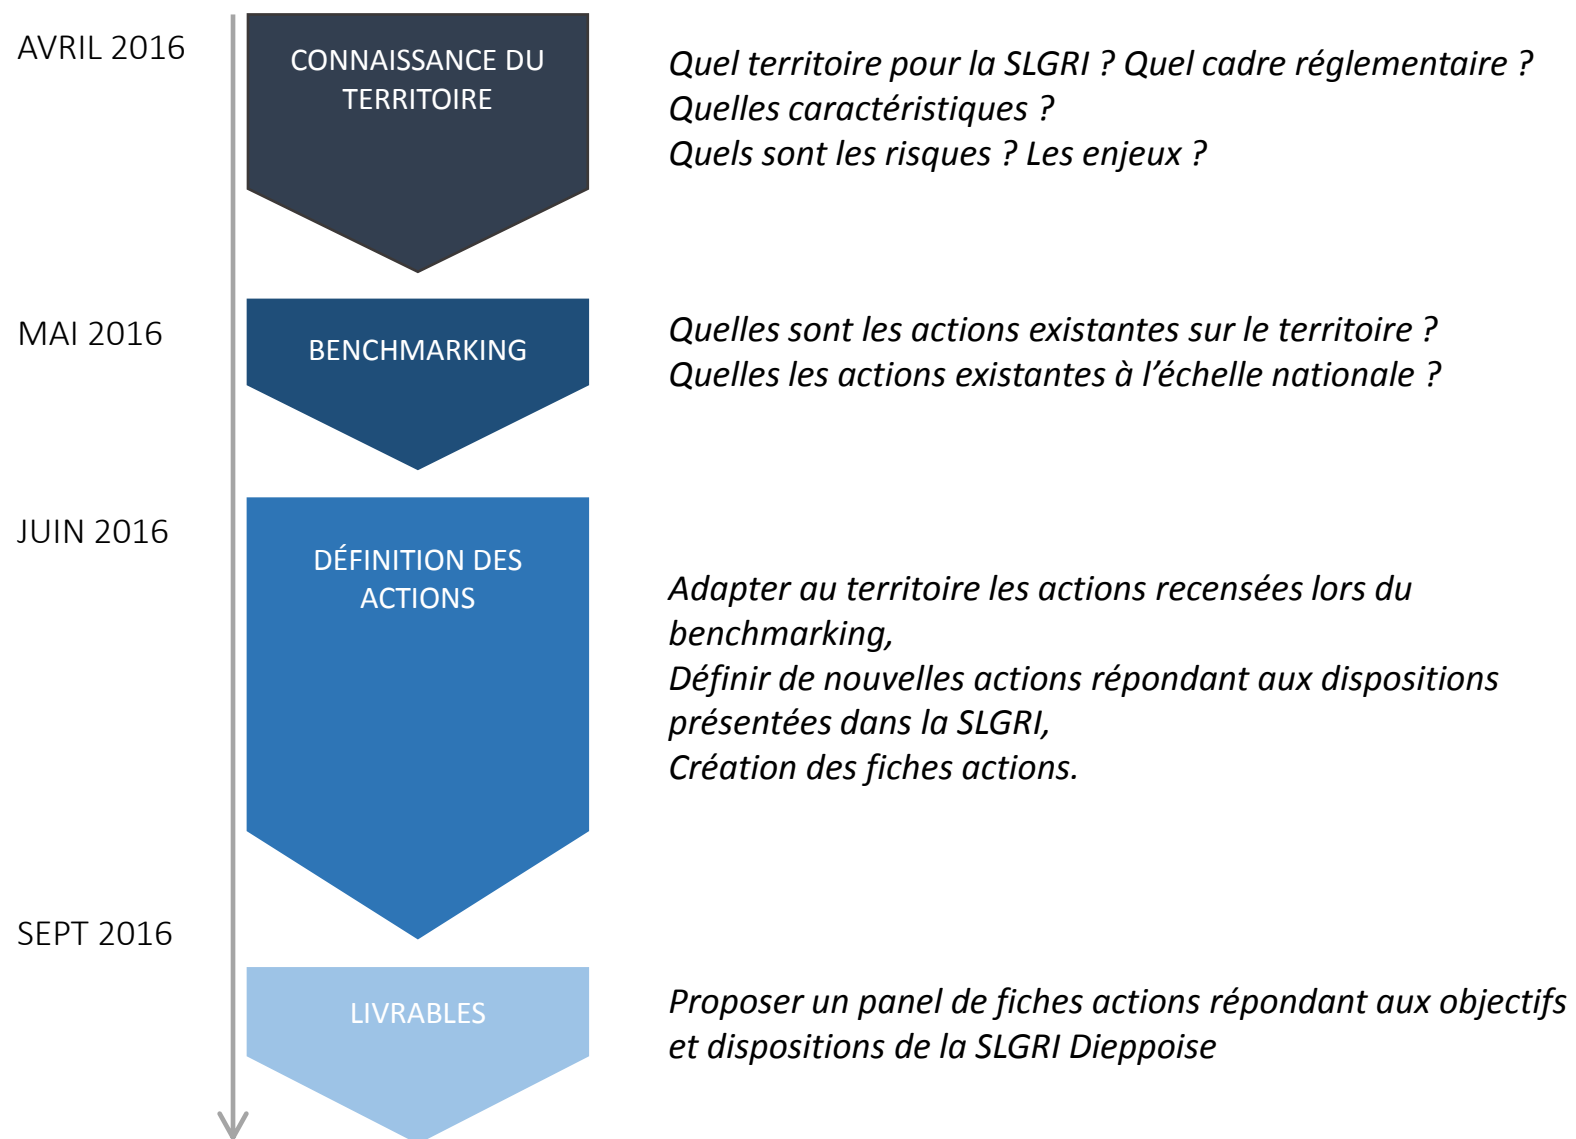 AVRIL 2016
CONNAISSANCE DU
TERRITOIRE
Quel territoire pour la SLGRI ? Quel cadre réglementaire ?
Quelles caractéristiques ?
Quels sont les risques ? Les enjeux ?
MAI 2016
BENCHMARKING
Quelles sont les actions existantes sur le territoire ?
Quelles les actions existantes à l’échelle nationale ?
JUIN 2016
DÉFINITION DES
ACTIONS
Adapter au territoire les actions recensées lors du
benchmarking,
Définir de nouvelles actions répondant aux dispositions
présentées dans la SLGRI,
Création des fiches actions.
SEPT 2016
LIVRABLES
Proposer un panel de fiches actions répondant aux objectifs
et dispositions de la SLGRI Dieppoise